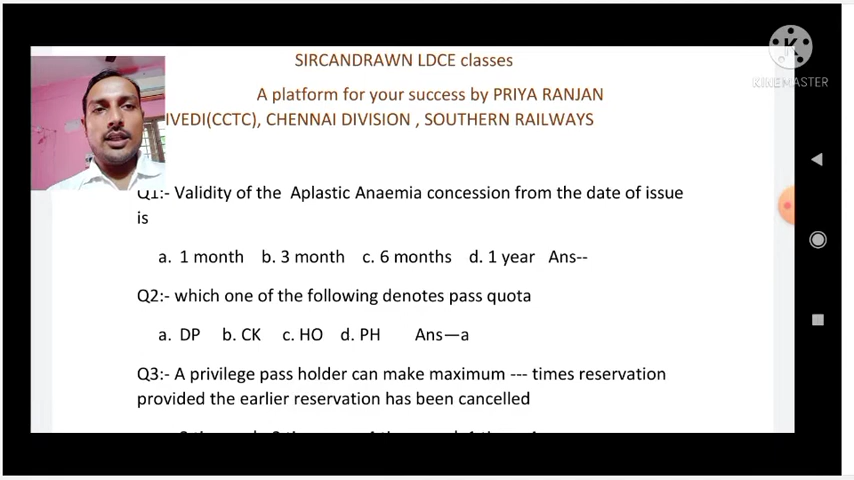 SIRCANDRAWN LDCE classes
A platform for your success by PRIYA RANJAN
IVEDI(CCTC), CHENNAI DIVISION , SOUTHERN RAILWAYS
KINEMASTER
Q1:- Validity of the Aplastic Anaemia concession from the date of issue
is
a. 1 month b. 3 month c. 6 months d. 1 year Ans--
Q2:- which one of the following denotes pass quota
a. DP b. CK c. HO d. PH Ans—a
Q3:- A privilege pass holder can make maximum --- times reservation
provided the earlier reservation has been cancelled